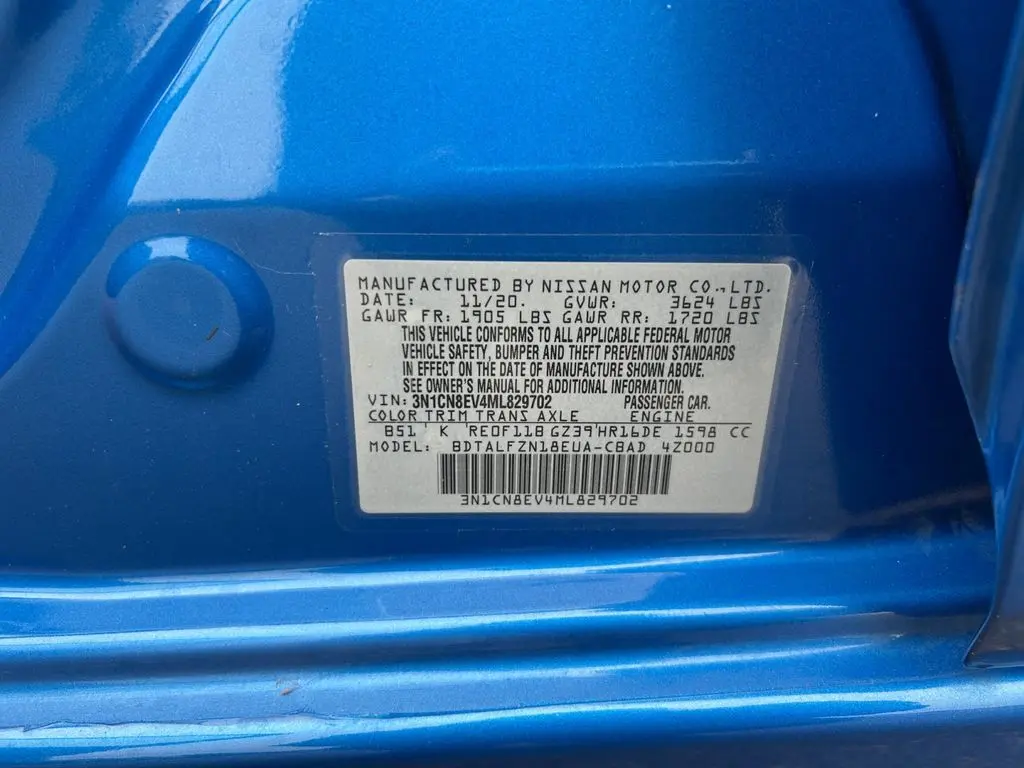 MANUFACTURED BY NISSAN MOTOR CO.,LTD.
DATE: 11/20. GVWR: 3624 LBS
GAWR FR: 1905 LBS GAWR RR: 1720 LBS
THIS VEHICLE CONFORMS TO ALL APPLICABLE FEDERAL MOTOR
VEHICLE SAFETY, BUMPER AND THEFT PREVENTION STANDARDS
IN EFFECT ON THE DATE OF MANUFACTURE SHOWN ABOVE.
SEE OWNER'S MANUAL FOR ADDITIONAL INFORMATION.
VIN: 3N1CN8EV4ML829702 PASSENGER CAR.
COLOR TRIM TRANS AXLE ENGINE
B51 K RE0F11B GZ39 HR16DE 1598 CC
MODEL: BDTALFZN18EUA-CBAD 4Z000
3N1CN8EV4ML829702